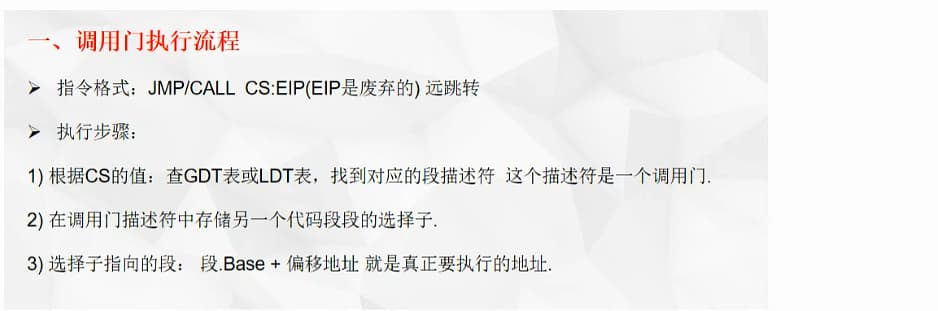 一、调用门执行流程
➤ 指令格式：JMP/CALL CS:EIP(EIP是废弃的) 远跳转
➤ 执行步骤：
1) 根据CS的值：查GDT表或LDT表，找到对应的段描述符 这个描述符是一个调用门.
2) 在调用门描述符中存储另一个代码段段的选择子.
3) 选择子指向的段： 段.Base + 偏移地址 就是真正要执行的地址.